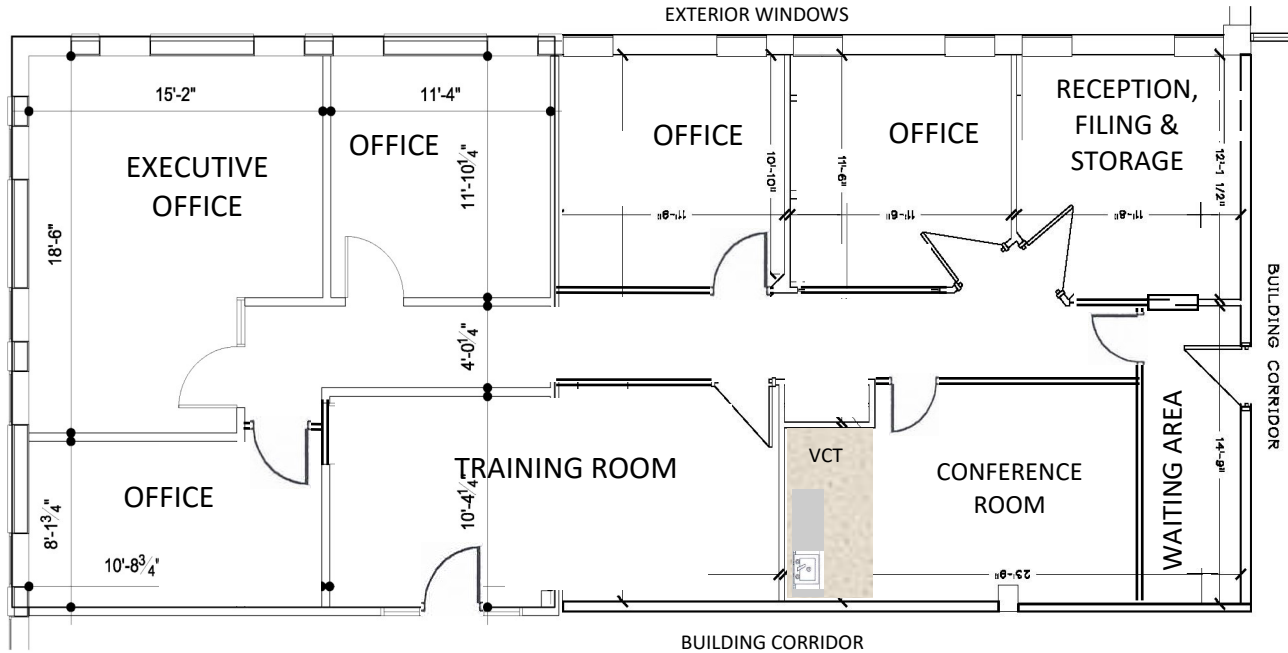 EXTERIOR WINDOWS
15'-2"
11'-4"
EXECUTIVE
OFFICE
OFFICE
11'-10¼"
18'-6"
OFFICE
10'-10"
11'-9"
OFFICE
11'-6"
11'-6"
RECEPTION,
FILING &
STORAGE
12'-1 1/2"
11'-8"
4'-0¼"
BUILDING CORRIDOR
OFFICE
8'-1¾"
10'-8¾"
TRAINING ROOM
10'-4¼"
VCT
CONFERENCE
ROOM
23'-9"
WAITING AREA
14'-9"
BUILDING CORRIDOR